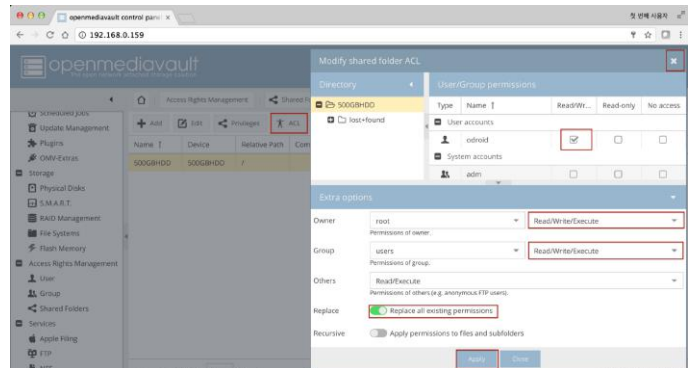 openmediavault control pane
첫 번째 사용자
192.168.0.159
openmediavault
Modify shared folder ACL
Directory
User/Group permissions
Access Rights Management
Shared F
500GBHDD
lost+found
Type
Name
Read/Wr...
Read-only
No access
User accounts
odroid
System accounts
adm
Scheduled Jobs
Update Management
Plugins
OMV-Extras
Storage
Physical Disks
S.M.A.R.T.
RAID Management
File Systems
Flash Memory
Access Rights Management
User
Group
Shared Folders
Services
Apple Filing
FTP
Add
Edit
Privileges
ACL
Name
Device
Relative Path
Com
500GBHDD
500GBHDD
/
Extra options
Owner
root
Read/Write/Execute
Permissions of owner.
Group
users
Read/Write/Execute
Permissions of group.
Others
Read/Execute
Permissions of others (e.g. anonymous FTP users).
Replace
Replace all existing permissions
Recursive
Apply permissions to files and subfolders
Apply
Close